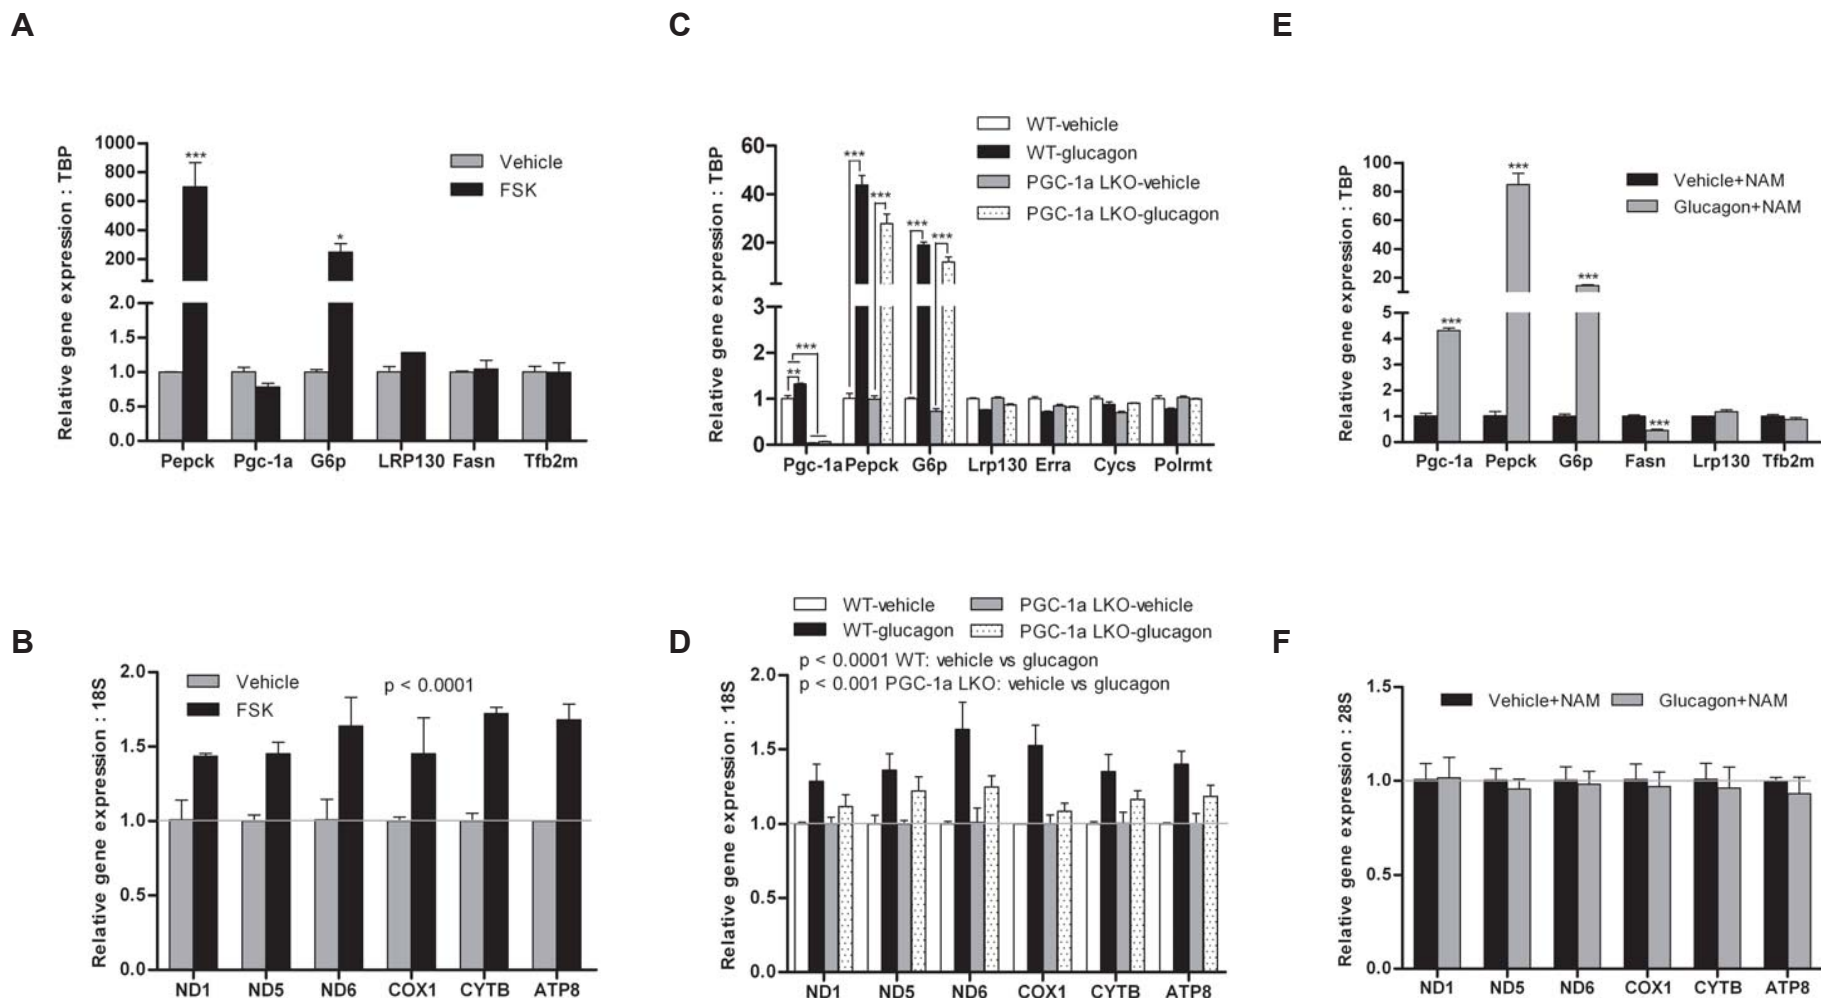 A
Relative gene expression : TBP
1000
800
600
400
200
2.0
1.5
1.0
0.5
0.0
***
*
Vehicle
FSK
Pepck Pgc-1a G6p LRP130 Fasn Tfb2m
B
Relative gene expression : 18S
2.0
1.5
1.0
0.5
0.0
Vehicle
FSK
p < 0.0001
ND1 ND5 ND6 COX1 CYTB ATP8
C
Relative gene expression : TBP
60
40
20
3
2
1
0
WT-vehicle
WT-glucagon
PGC-1a LKO-vehicle
PGC-1a LKO-glucagon
*** *** *** ***
***
**
Pgc-1a Pepck G6p Lrp130 Erra Cycs Polrmt
D
WT-vehicle PGC-1a LKO-vehicle
WT-glucagon PGC-1a LKO-glucagon
p < 0.0001 WT: vehicle vs glucagon
p < 0.001 PGC-1a LKO: vehicle vs glucagon
Relative gene expression : 18S
2.0
1.5
1.0
0.5
0.0
ND1 ND5 ND6 COX1 CYTB ATP8
E
Relative gene expression : TBP
100
80
60
40
20
5
4
3
2
1
0
Vehicle+NAM
Glucagon+NAM
*** *** *** ***
Pgc-1a Pepck G6p Fasn Lrp130 Tfb2m
F
Relative gene expression : 28S
1.5
1.0
0.5
0.0
Vehicle+NAM Glucagon+NAM
ND1 ND5 ND6 COX1 CYTB ATP8